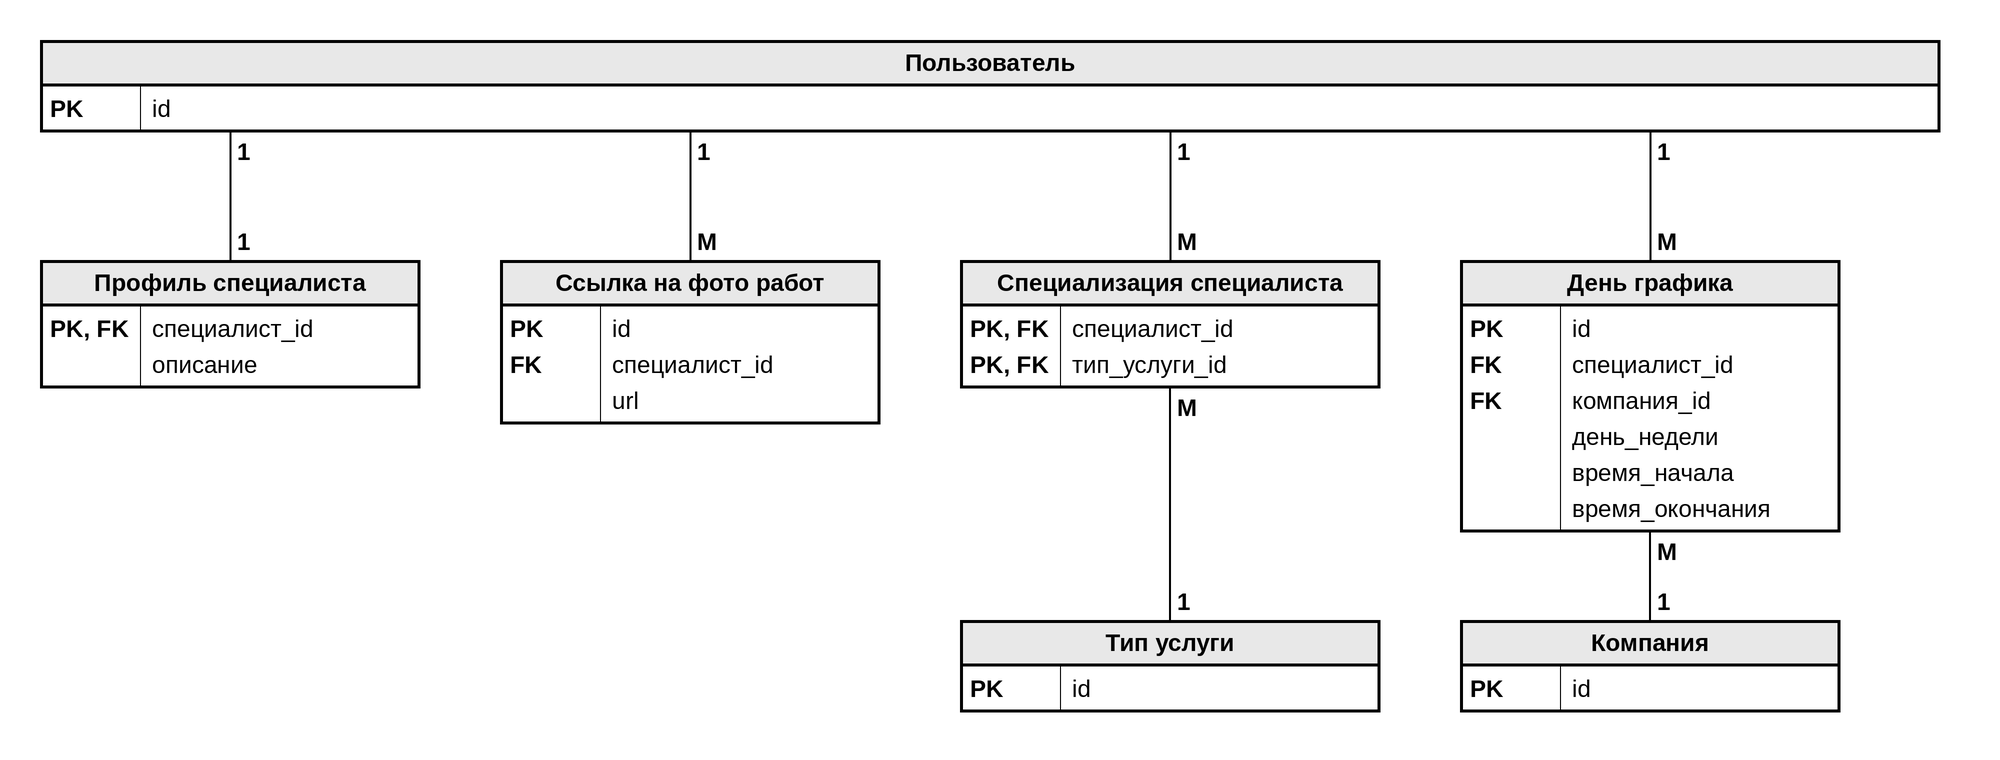 Пользователь
PK id
1 1 1 1
1 M M M
Профиль специалиста
PK, FK специалист_id
описание
Ссылка на фото работ
PK id
FK специалист_id
url
Специализация специалиста
PK, FK специалист_id
PK, FK тип_услуги_id
День графика
PK id
FK специалист_id
FK компания_id
день_недели
время_начала
время_окончания
M
1
M
1
Тип услуги
PK id
Компания
PK id